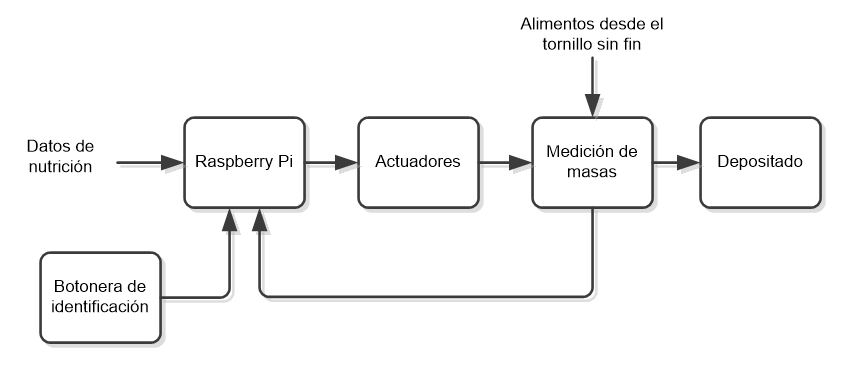 Alimentos desde el
tornillo sin fin
Datos de
nutrición
Raspberry Pi
Actuadores
Medición de
masas
Depositado
Botonera de
identificación